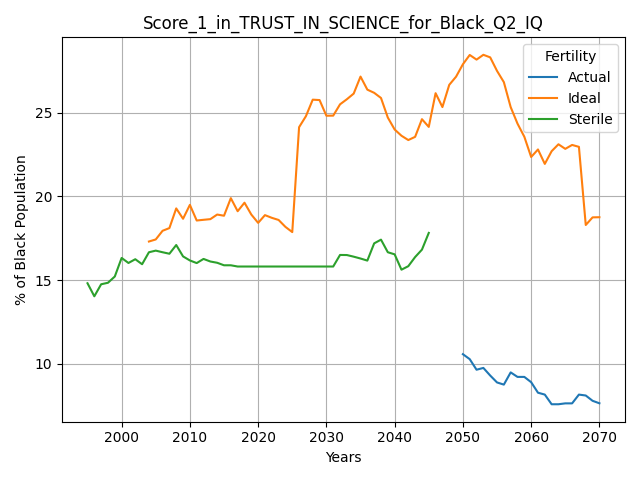 Score_1_in_TRUST_IN_SCIENCE_for_Black_Q2_IQ
Fertility
Actual
Ideal
Sterile
% of Black Population
25
20
15
10
2000 2010 2020 2030 2040 2050 2060 2070
Years